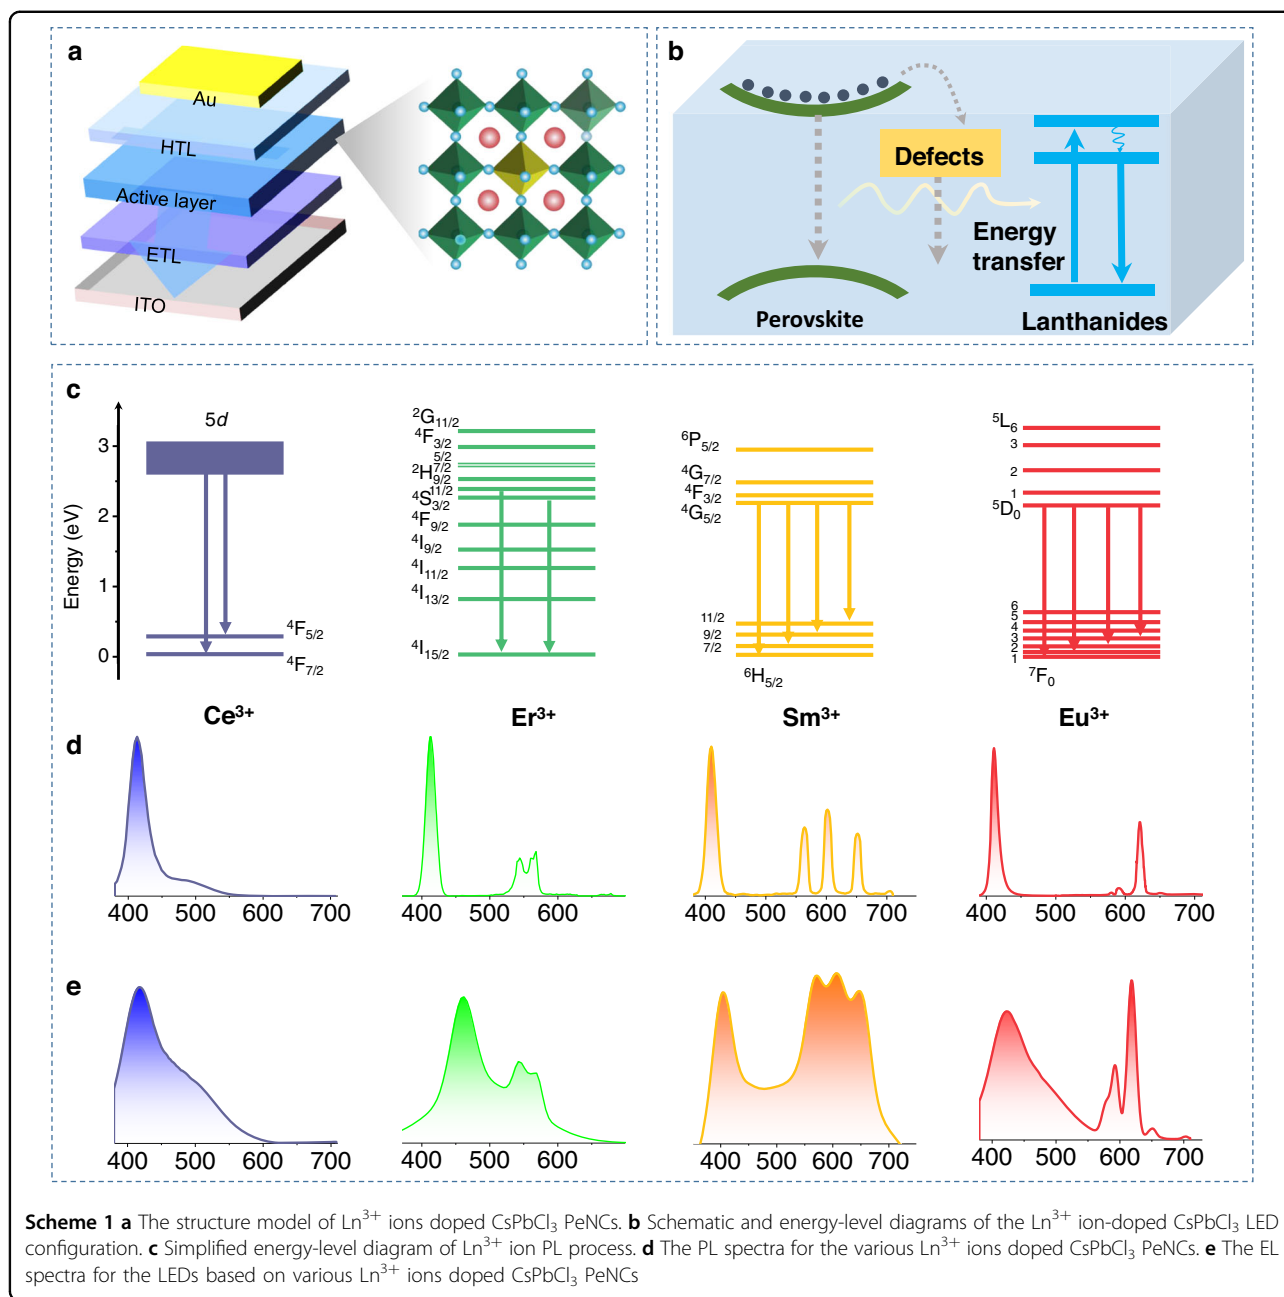 a
Au
HTL
Active layer
ETL
ITO
b
Defects
Energy
transfer
Perovskite
Lanthanides
c
Energy (eV)
3
2
1
0
5d
⁴F₅/₂
⁴F₇/₂
Ce³⁺
²G₁₁/₂
⁴F₃/₂
5/2
²H₇/₂
9/2
11/2
⁴S₃/₂
⁴F₉/₂
⁴I₉/₂
⁴I₁₁/₂
⁴I₁₃/₂
⁴I₁₅/₂
Er³⁺
⁶P₅/₂
⁴G₇/₂
⁴F₃/₂
⁴G₅/₂
11/2
9/2
7/2
⁶H₅/₂
Sm³⁺
⁵L₆
3
2
1
⁵D₀
6
5
4
3
2
1
⁷F₀
Eu³⁺
d
400 500 600 700
400 500 600
400 500 600 700
400 500 600 700
e
400 500 600 700
400 500 600
400 500 600 700
400 500 600 700
Scheme 1 a The structure model of Ln³⁺ ions doped CsPbCl₃ PeNCs. b Schematic and energy-level diagrams of the Ln³⁺ ion-doped CsPbCl₃ LED
configuration. c Simplified energy-level diagram of Ln³⁺ ion PL process. d The PL spectra for the various Ln³⁺ ions doped CsPbCl₃ PeNCs. e The EL
spectra for the LEDs based on various Ln³⁺ ions doped CsPbCl₃ PeNCs